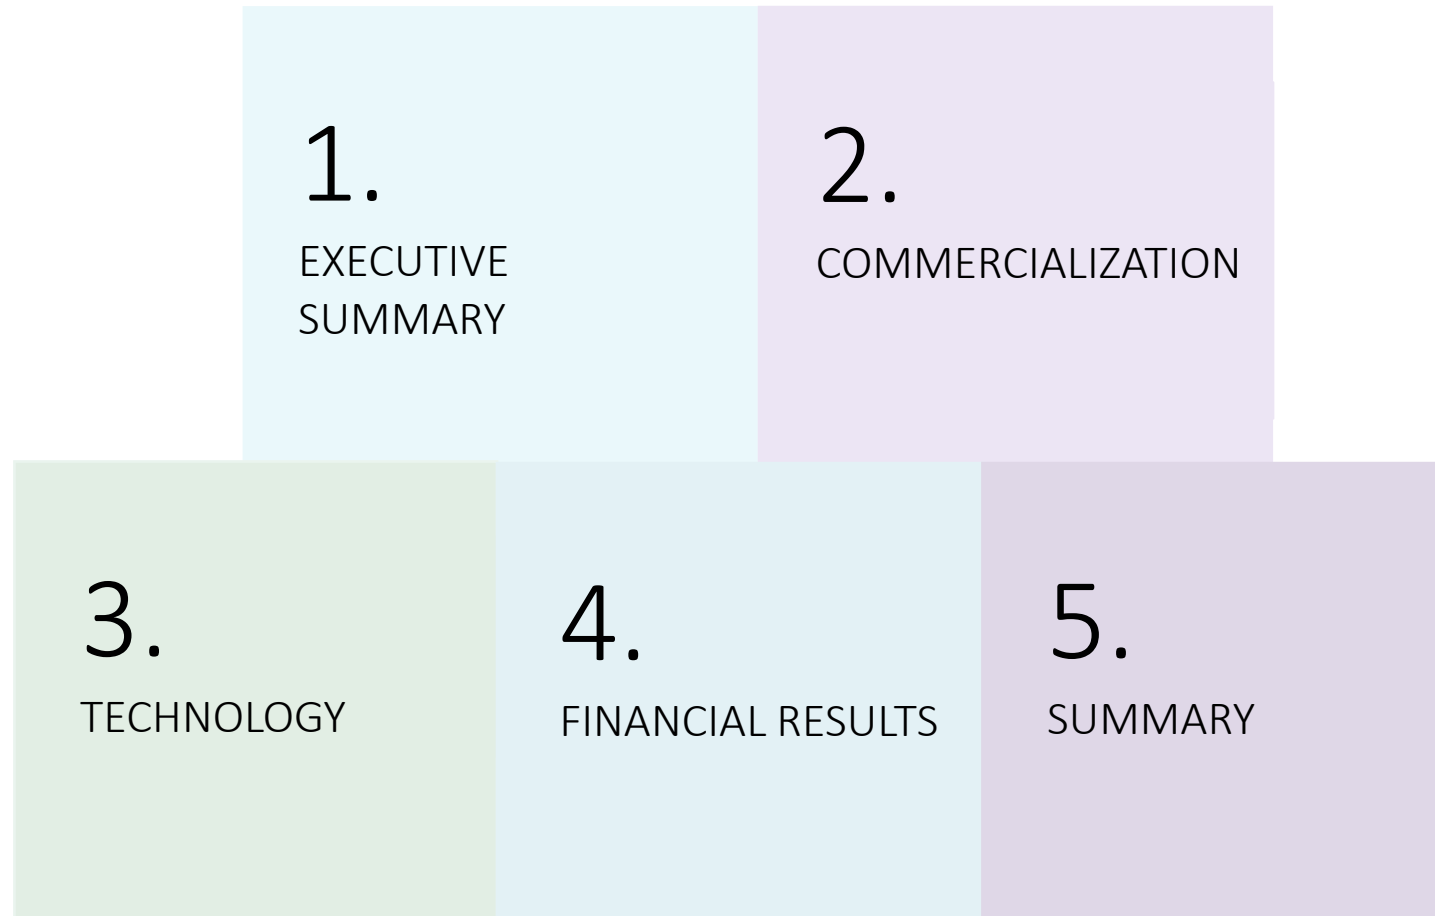 1.
EXECUTIVE
SUMMARY
2.
COMMERCIALIZATION
3.
TECHNOLOGY
4.
FINANCIAL RESULTS
5.
SUMMARY